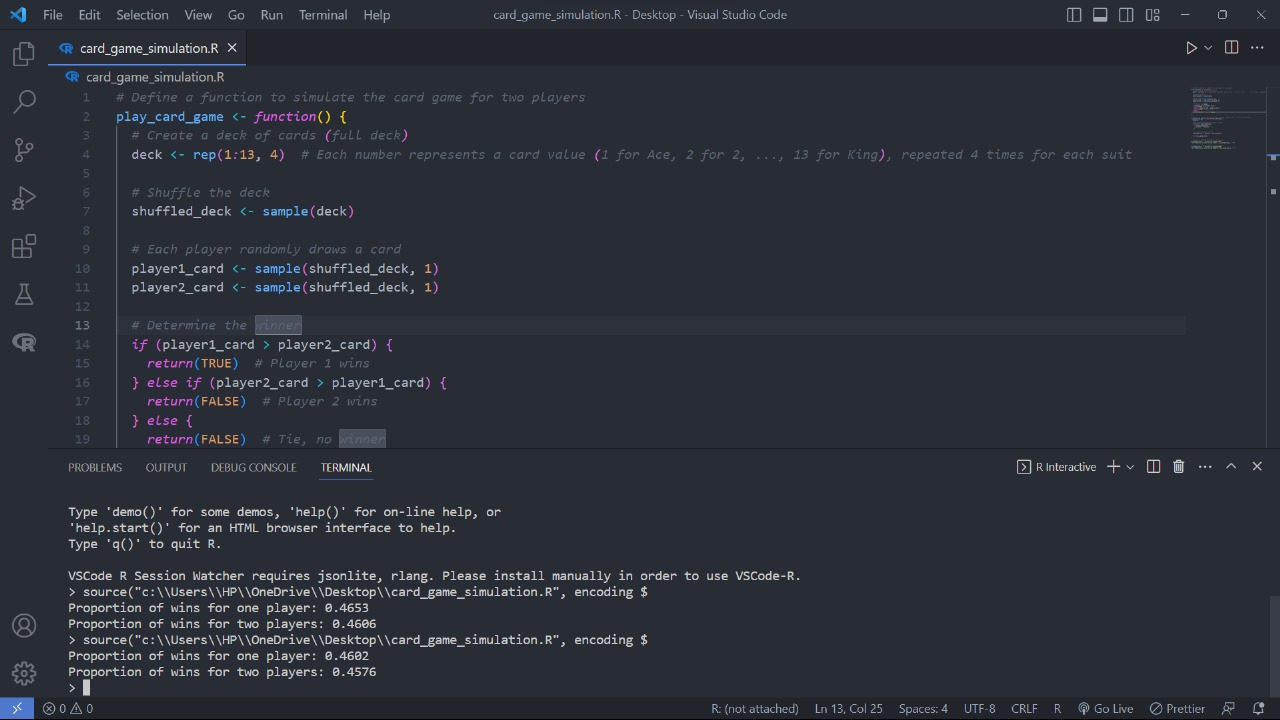 File Edit Selection View Go Run Terminal Help card_game_simulation.R - Desktop - Visual Studio Code
card_game_simulation.R
card_game_simulation.R
1 # Define a function to simulate the card game for two players
2 play_card_game <- function() {
3 # Create a deck of cards (full deck)
4 deck <- rep(1:13, 4) # Each number represents a card value (1 for Ace, 2 for 2, ..., 13 for King), repeated 4 times for each suit
5
6 # Shuffle the deck
7 shuffled_deck <- sample(deck)
8
9 # Each player randomly draws a card
10 player1_card <- sample(shuffled_deck, 1)
11 player2_card <- sample(shuffled_deck, 1)
12
13 # Determine the winner
14 if (player1_card > player2_card) {
15 return(TRUE) # Player 1 wins
16 } else if (player2_card > player1_card) {
17 return(FALSE) # Player 2 wins
18 } else {
19 return(FALSE) # Tie, no winner
PROBLEMS OUTPUT DEBUG CONSOLE TERMINAL R Interactive
Type 'demo()' for some demos, 'help()' for on-line help, or
'help.start()' for an HTML browser interface to help.
Type 'q()' to quit R.
VSCode R Session Watcher requires jsonlite, rlang. Please install manually in order to use VSCode-R.
> source("c:\\Users\\HP\\OneDrive\\Desktop\\card_game_simulation.R", encoding $
Proportion of wins for one player: 0.4653
Proportion of wins for two players: 0.4606
> source("c:\\Users\\HP\\OneDrive\\Desktop\\card_game_simulation.R", encoding $
Proportion of wins for one player: 0.4602
Proportion of wins for two players: 0.4576
>
0 0 R: (not attached) Ln 13, Col 25 Spaces: 4 UTF-8 CRLF R Go Live Prettier